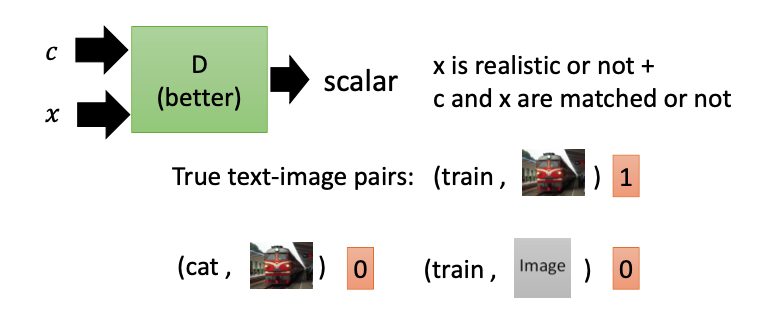 c
x
D
(better)
scalar
x is realistic or not +
c and x are matched or not
True text-image pairs: (train , ) 1
(cat , ) 0 (train , Image ) 0